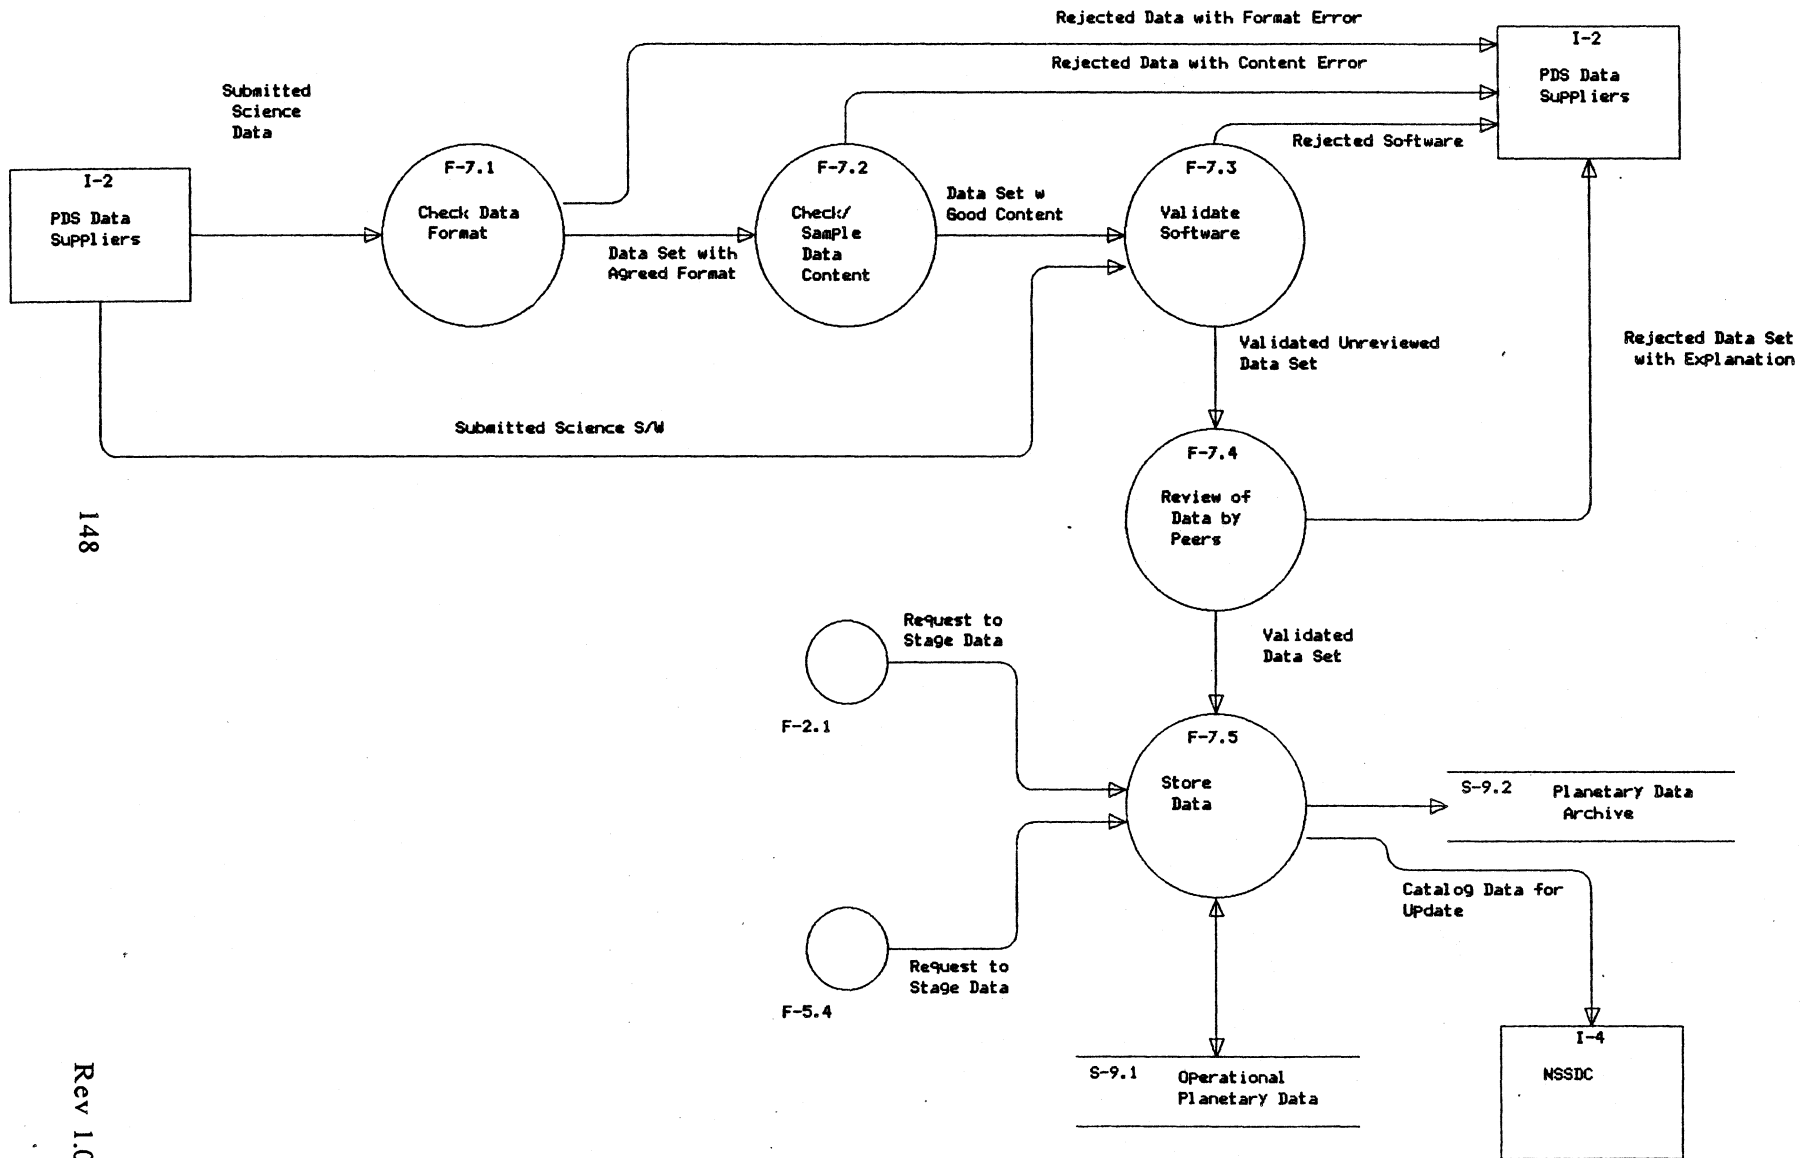 Rejected Data with Format Error
I-2
PDS Data
Suppliers
Rejected Data with Content Error
Submitted
Science
Data
Rejected Software
I-2
PDS Data
Suppliers
F-7.1
Check Data
Format
F-7.2
Check/
Sample
Data
Content
Data Set w
Good Content
F-7.3
Validate
Software
Data Set with
Agreed Format
Validated Unreviewed
Data Set
Rejected Data Set
with Explanation
Submitted Science S/W
F-7.4
Review of
Data by
Peers
148
Request to
Stage Data
Validated
Data Set
F-2.1
F-7.5
Store
Data
S-9.2
Planetary Data
Archive
Catalog Data for
Update
Request to
Stage Data
F-5.4
I-4
NSSDC
S-9.1
Operational
Planetary Data
Rev 1.0